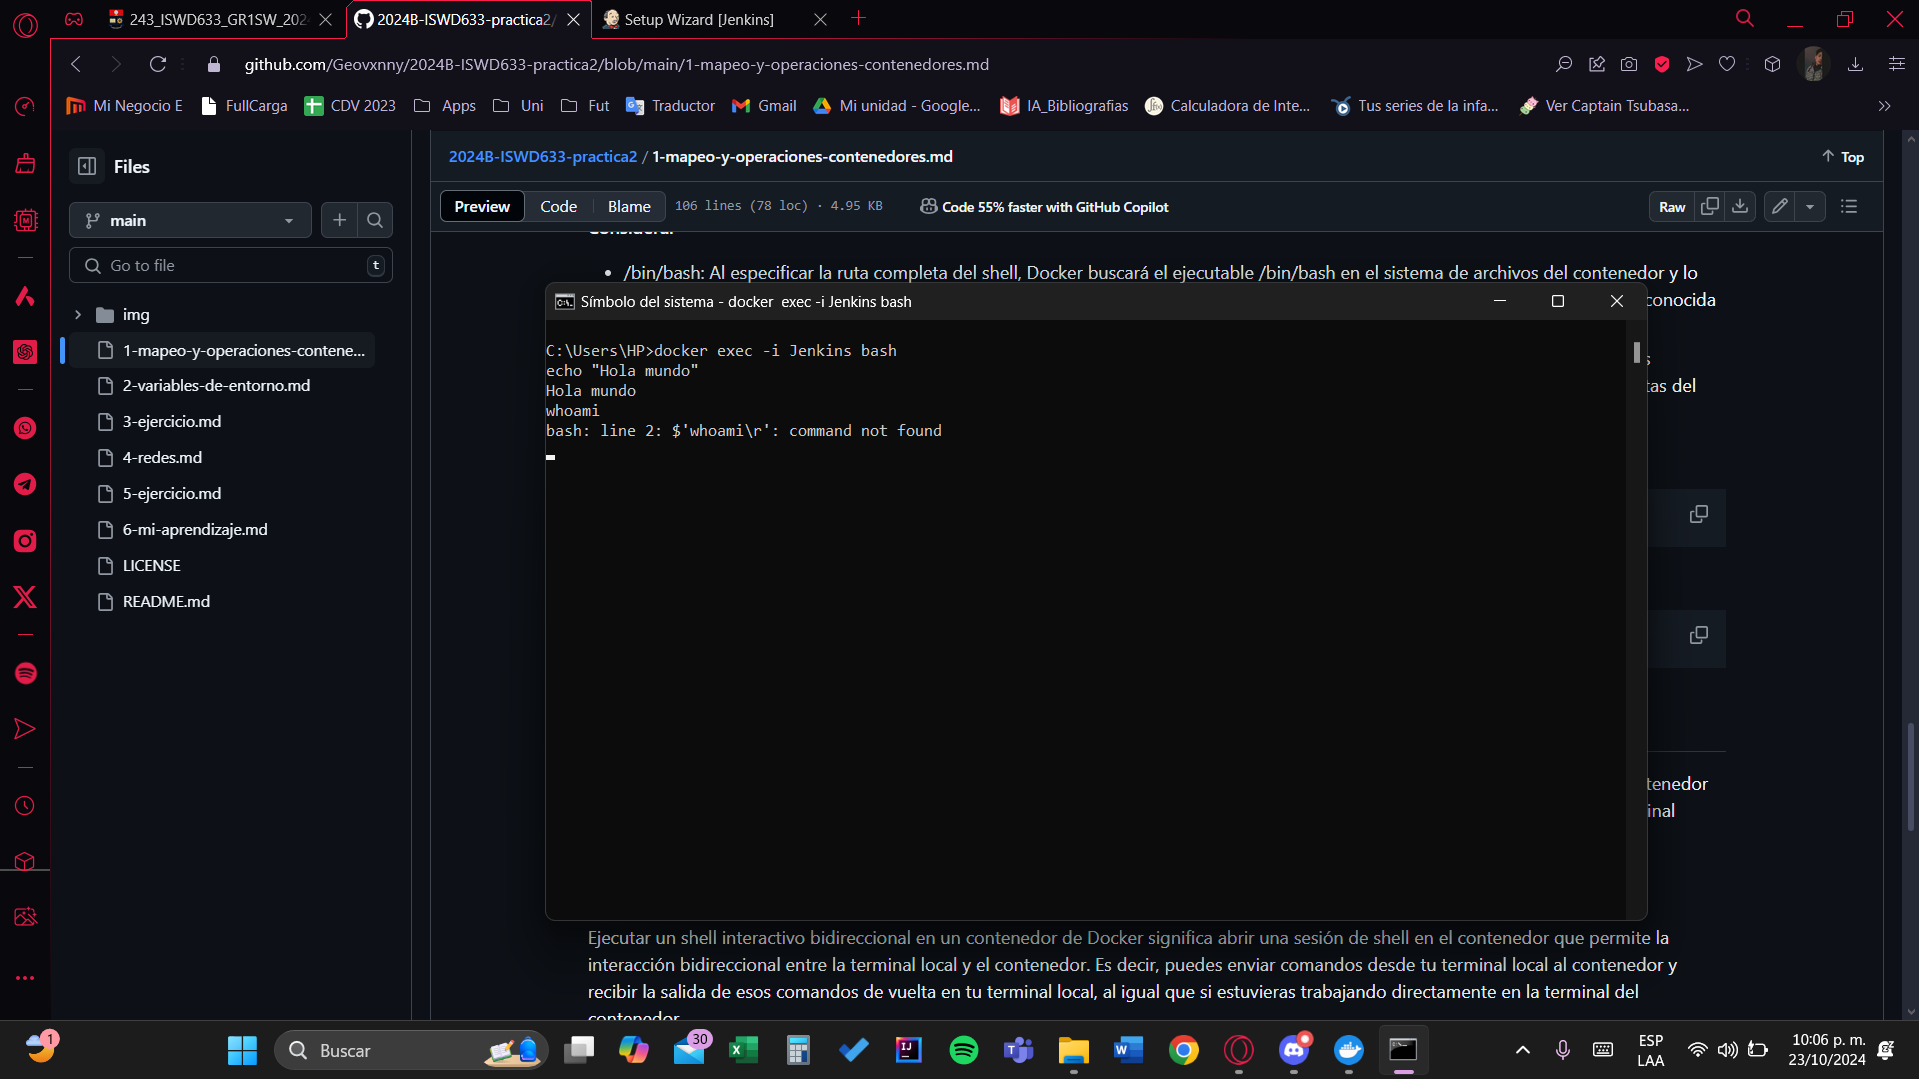 243_ISWD633_GR1SW_202
2024B-ISWD633-practica2/
Setup Wizard [Jenkins]
github.com/Geovxnny/2024B-ISWD633-practica2/blob/main/1-mapeo-y-operaciones-contenedores.md
Mi Negocio E
FullCarga
CDV 2023
Apps
Uni
Fut
Traductor
Gmail
Mi unidad - Google...
IA_Bibliografias
Calculadora de Inte...
Tus series de la infa...
Ver Captain Tsubasa...
Files
main
Go to file
t
img
1-mapeo-y-operaciones-contene...
2-variables-de-entorno.md
3-ejercicio.md
4-redes.md
5-ejercicio.md
6-mi-aprendizaje.md
LICENSE
README.md
2024B-ISWD633-practica2 / 1-mapeo-y-operaciones-contenedores.md
Top
Preview
Code
Blame
106 lines (78 loc) · 4.95 KB
Code 55% faster with GitHub Copilot
Raw
Considera:
• /bin/bash: Al especificar la ruta completa del shell, Docker buscará el ejecutable /bin/bash en el sistema de archivos del contenedor y lo
conocida
s
tas del
Símbolo del sistema - docker exec -i Jenkins bash
C:\Users\HP>docker exec -i Jenkins bash
echo "Hola mundo"
Hola mundo
whoami
bash: line 2: $'whoami\r': command not found
tenedor
inal
Ejecutar un shell interactivo bidireccional en un contenedor de Docker significa abrir una sesión de shell en el contenedor que permite la
interacción bidireccional entre la terminal local y el contenedor. Es decir, puedes enviar comandos desde tu terminal local al contenedor y
recibir la salida de esos comandos de vuelta en tu terminal local, al igual que si estuvieras trabajando directamente en la terminal del
contenedor.
1
Buscar
30
ESP
LAA
10:06 p. m.
23/10/2024